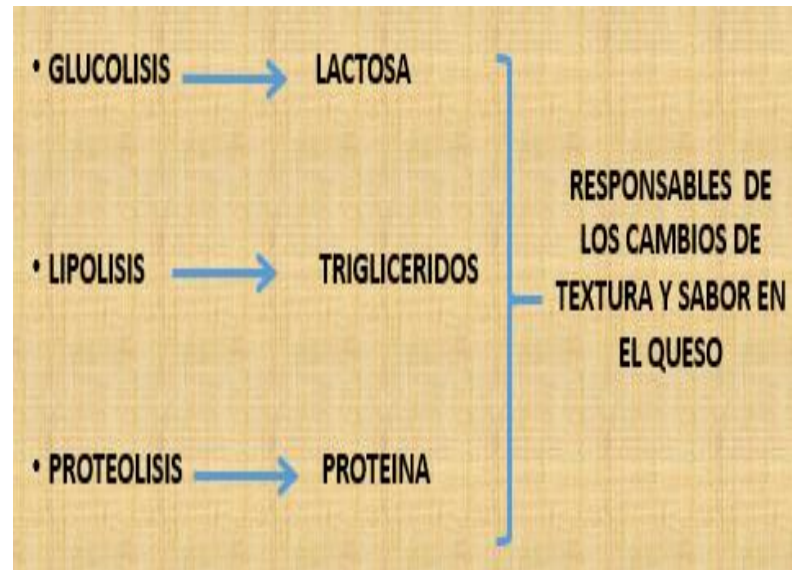 • GLUCOLISIS → LACTOSA
• LIPOLISIS → TRIGLICERIDOS
• PROTEOLISIS → PROTEINA
RESPONSABLES DE
LOS CAMBIOS DE
TEXTURA Y SABOR EN
EL QUESO